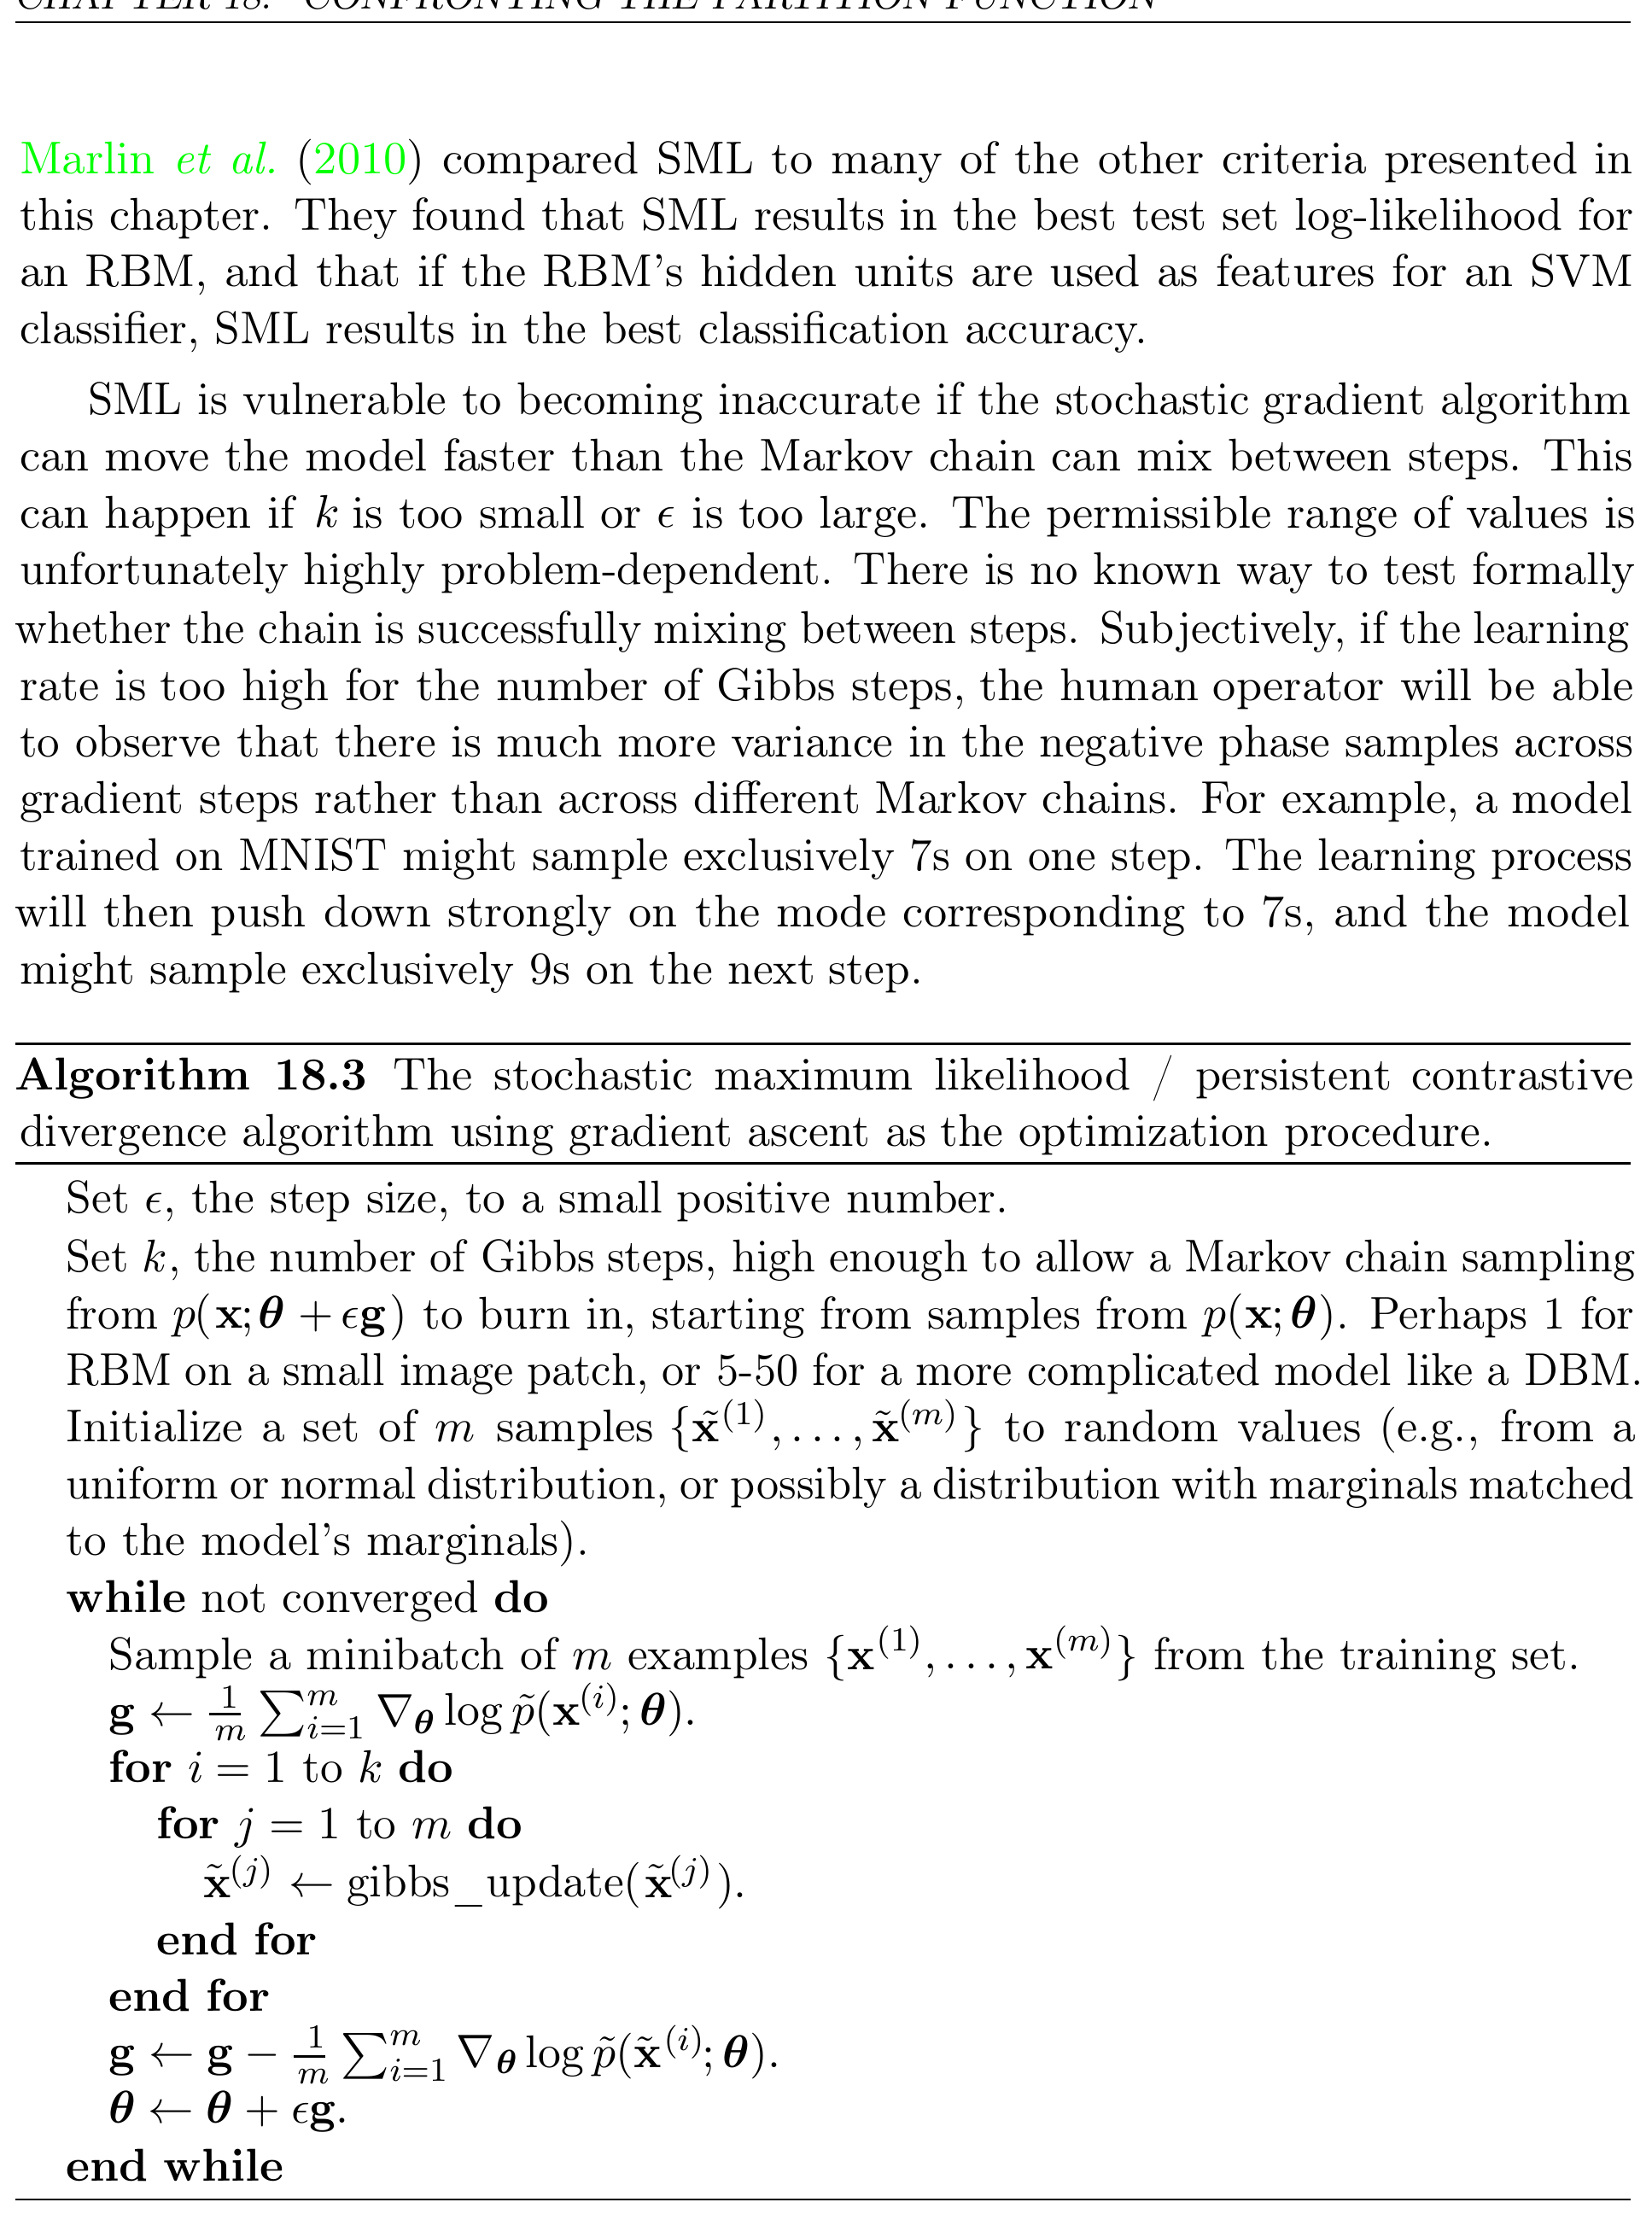 CHAPTER 18. CONFRONTING THE PARTITION FUNCTION
Marlin et al. (2010) compared SML to many of the other criteria presented in
this chapter. They found that SML results in the best test set log-likelihood for
an RBM, and that if the RBM's hidden units are used as features for an SVM
classifier, SML results in the best classification accuracy.
SML is vulnerable to becoming inaccurate if the stochastic gradient algorithm
can move the model faster than the Markov chain can mix between steps. This
can happen if k is too small or ϵ is too large. The permissible range of values is
unfortunately highly problem-dependent. There is no known way to test formally
whether the chain is successfully mixing between steps. Subjectively, if the learning
rate is too high for the number of Gibbs steps, the human operator will be able
to observe that there is much more variance in the negative phase samples across
gradient steps rather than across different Markov chains. For example, a model
trained on MNIST might sample exclusively 7s on one step. The learning process
will then push down strongly on the mode corresponding to 7s, and the model
might sample exclusively 9s on the next step.
Algorithm 18.3 The stochastic maximum likelihood / persistent contrastive
divergence algorithm using gradient ascent as the optimization procedure.
Set ϵ, the step size, to a small positive number.
Set k, the number of Gibbs steps, high enough to allow a Markov chain sampling
from p(x; θ + ϵg) to burn in, starting from samples from p(x; θ). Perhaps 1 for
RBM on a small image patch, or 5-50 for a more complicated model like a DBM.
Initialize a set of m samples {x̃^(1), . . . , x̃^(m)} to random values (e.g., from a
uniform or normal distribution, or possibly a distribution with marginals matched
to the model's marginals).
while not converged do
Sample a minibatch of m examples {x^(1), . . . , x^(m)} from the training set.
g ← 1/m ∑_{i=1}^m ∇_θ log p̃(x^(i); θ).
for i = 1 to k do
for j = 1 to m do
x̃^(j) ← gibbs_update(x̃^(j)).
end for
end for
g ← g − 1/m ∑_{i=1}^m ∇_θ log p̃(x̃^(i); θ).
θ ← θ + ϵg.
end while